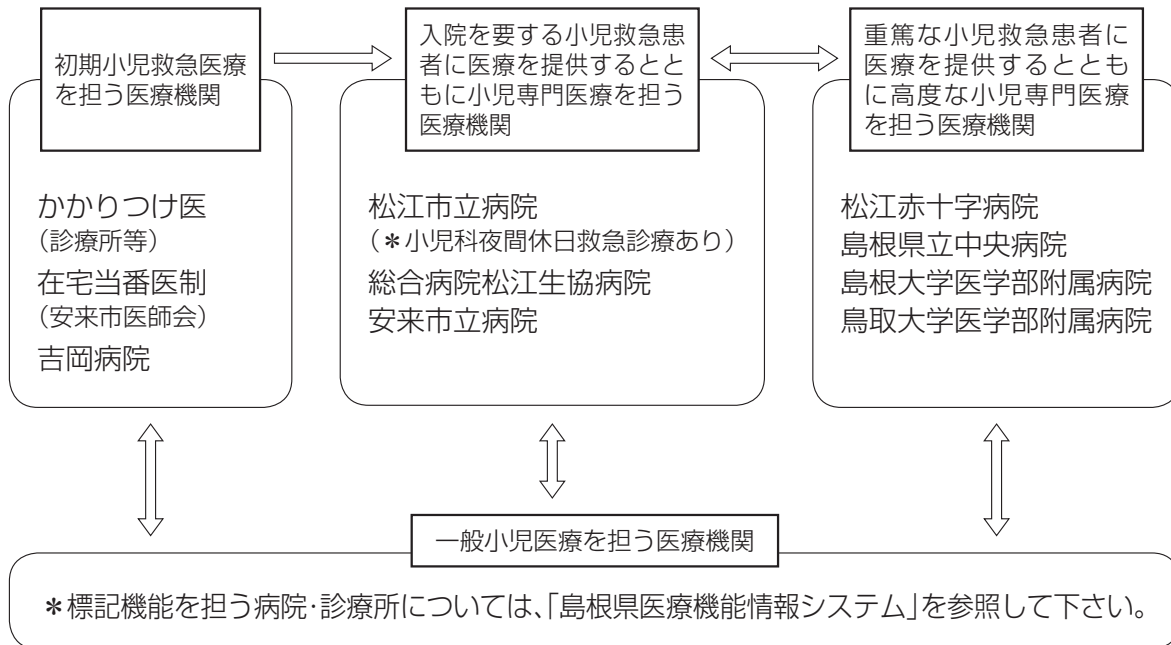 初期小児救急医療
を担う医療機関
かかりつけ医
（診療所等）
在宅当番医制
（安来市医師会）
吉岡病院
入院を要する小児救急患
者に医療を提供するとと
もに小児専門医療を担う
医療機関
松江市立病院
（＊小児科夜間休日救急診療あり）
総合病院松江生協病院
安来市立病院
重篤な小児救急患者に
医療を提供するととも
に高度な小児専門医療
を担う医療機関
松江赤十字病院
島根県立中央病院
島根大学医学部附属病院
鳥取大学医学部附属病院
一般小児医療を担う医療機関
＊標記機能を担う病院・診療所については、「島根県医療機能情報システム」を参照して下さい。